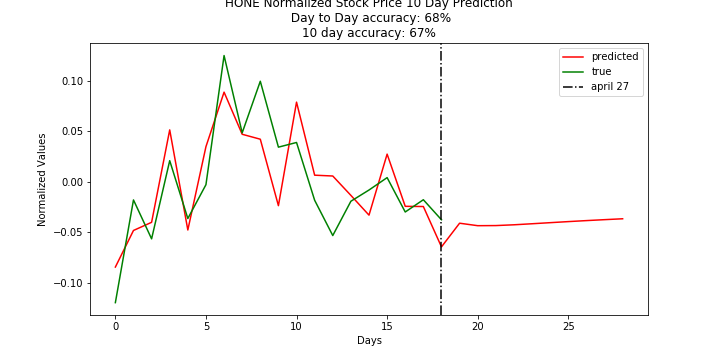 HONE Normalized Stock Price 10 Day Prediction
Day to Day accuracy: 68%
10 day accuracy: 67%
predicted
true
april 27
0.10
0.05
0.00
−0.05
−0.10
Normalized Values
0
5
10
15
20
25
Days